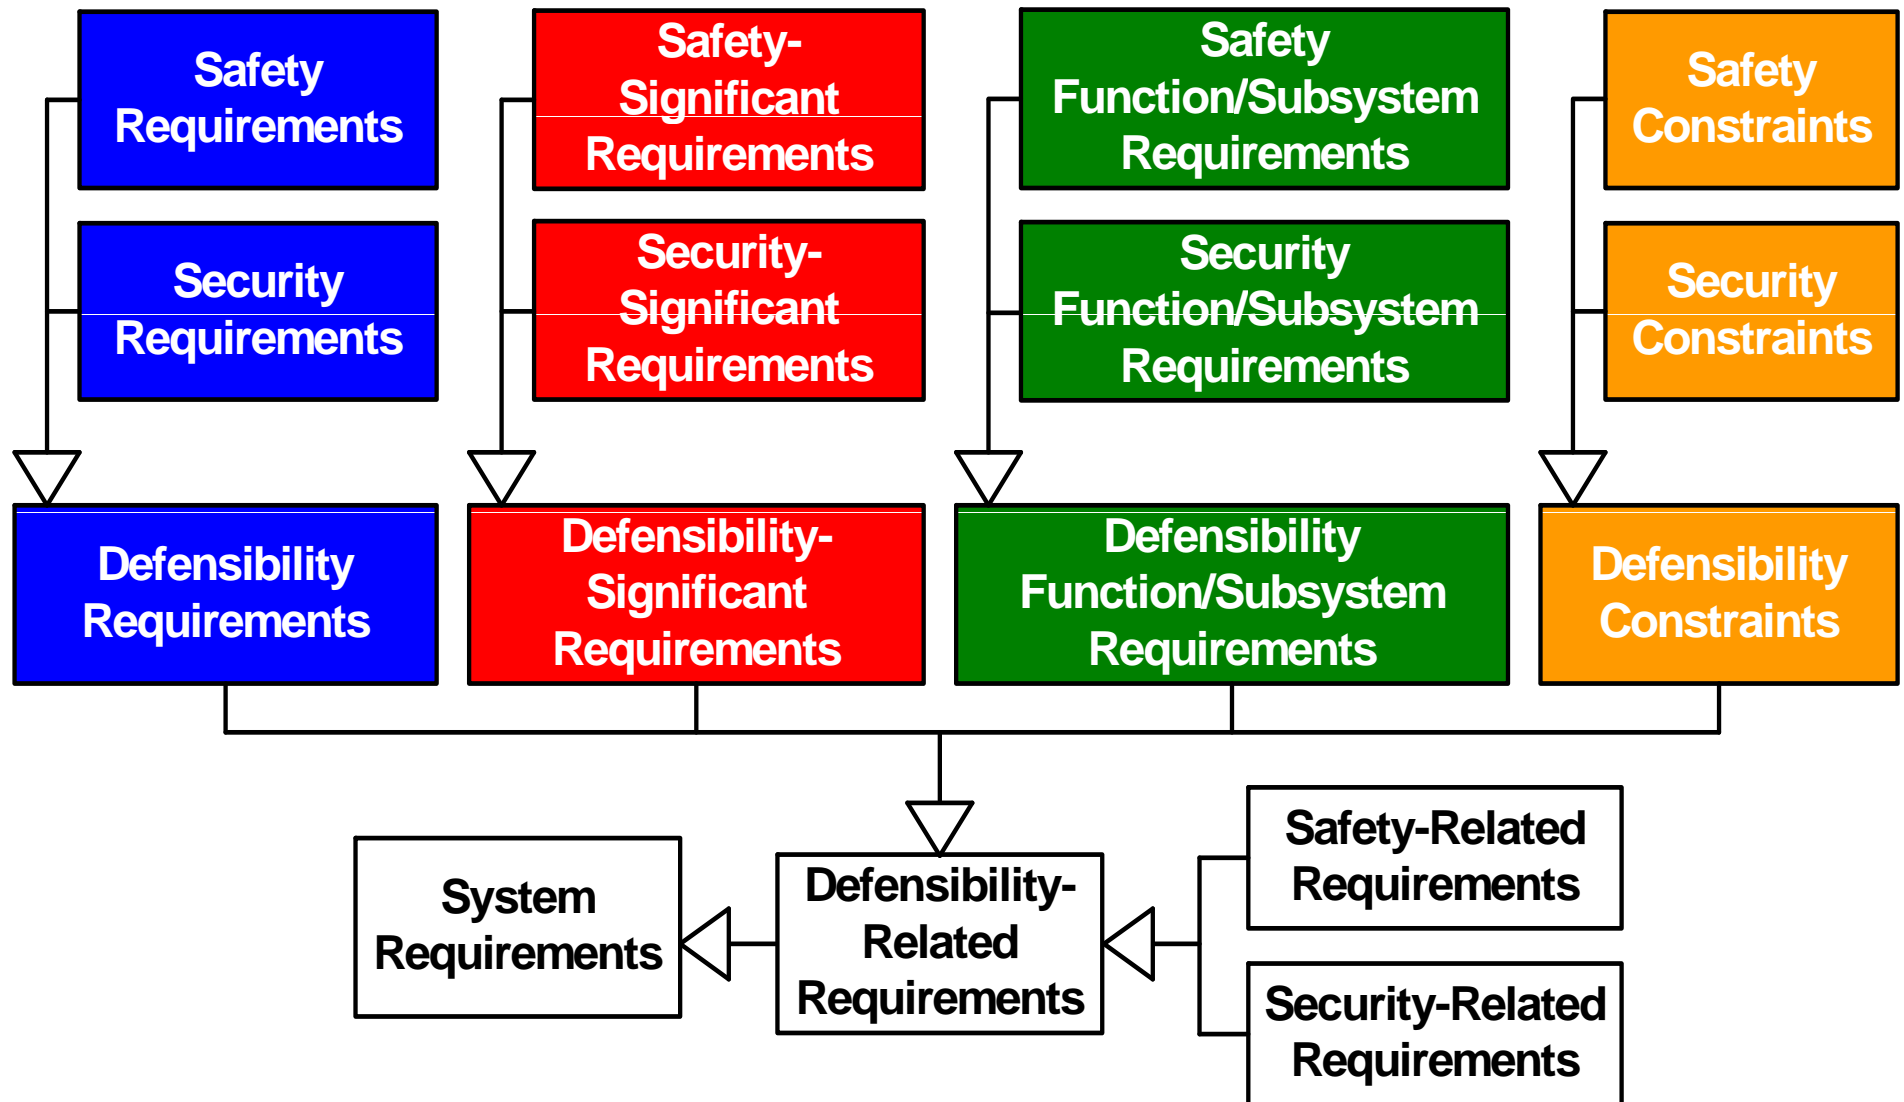 Safety
Requirements
Safety-
Significant
Requirements
Safety
Function/Subsystem
Requirements
Safety
Constraints
Security
Requirements
Security-
Significant
Requirements
Security
Function/Subsystem
Requirements
Security
Constraints
Defensibility
Requirements
Defensibility-
Significant
Requirements
Defensibility
Function/Subsystem
Requirements
Defensibility
Constraints
System
Requirements
Defensibility-
Related
Requirements
Safety-Related
Requirements
Security-Related
Requirements